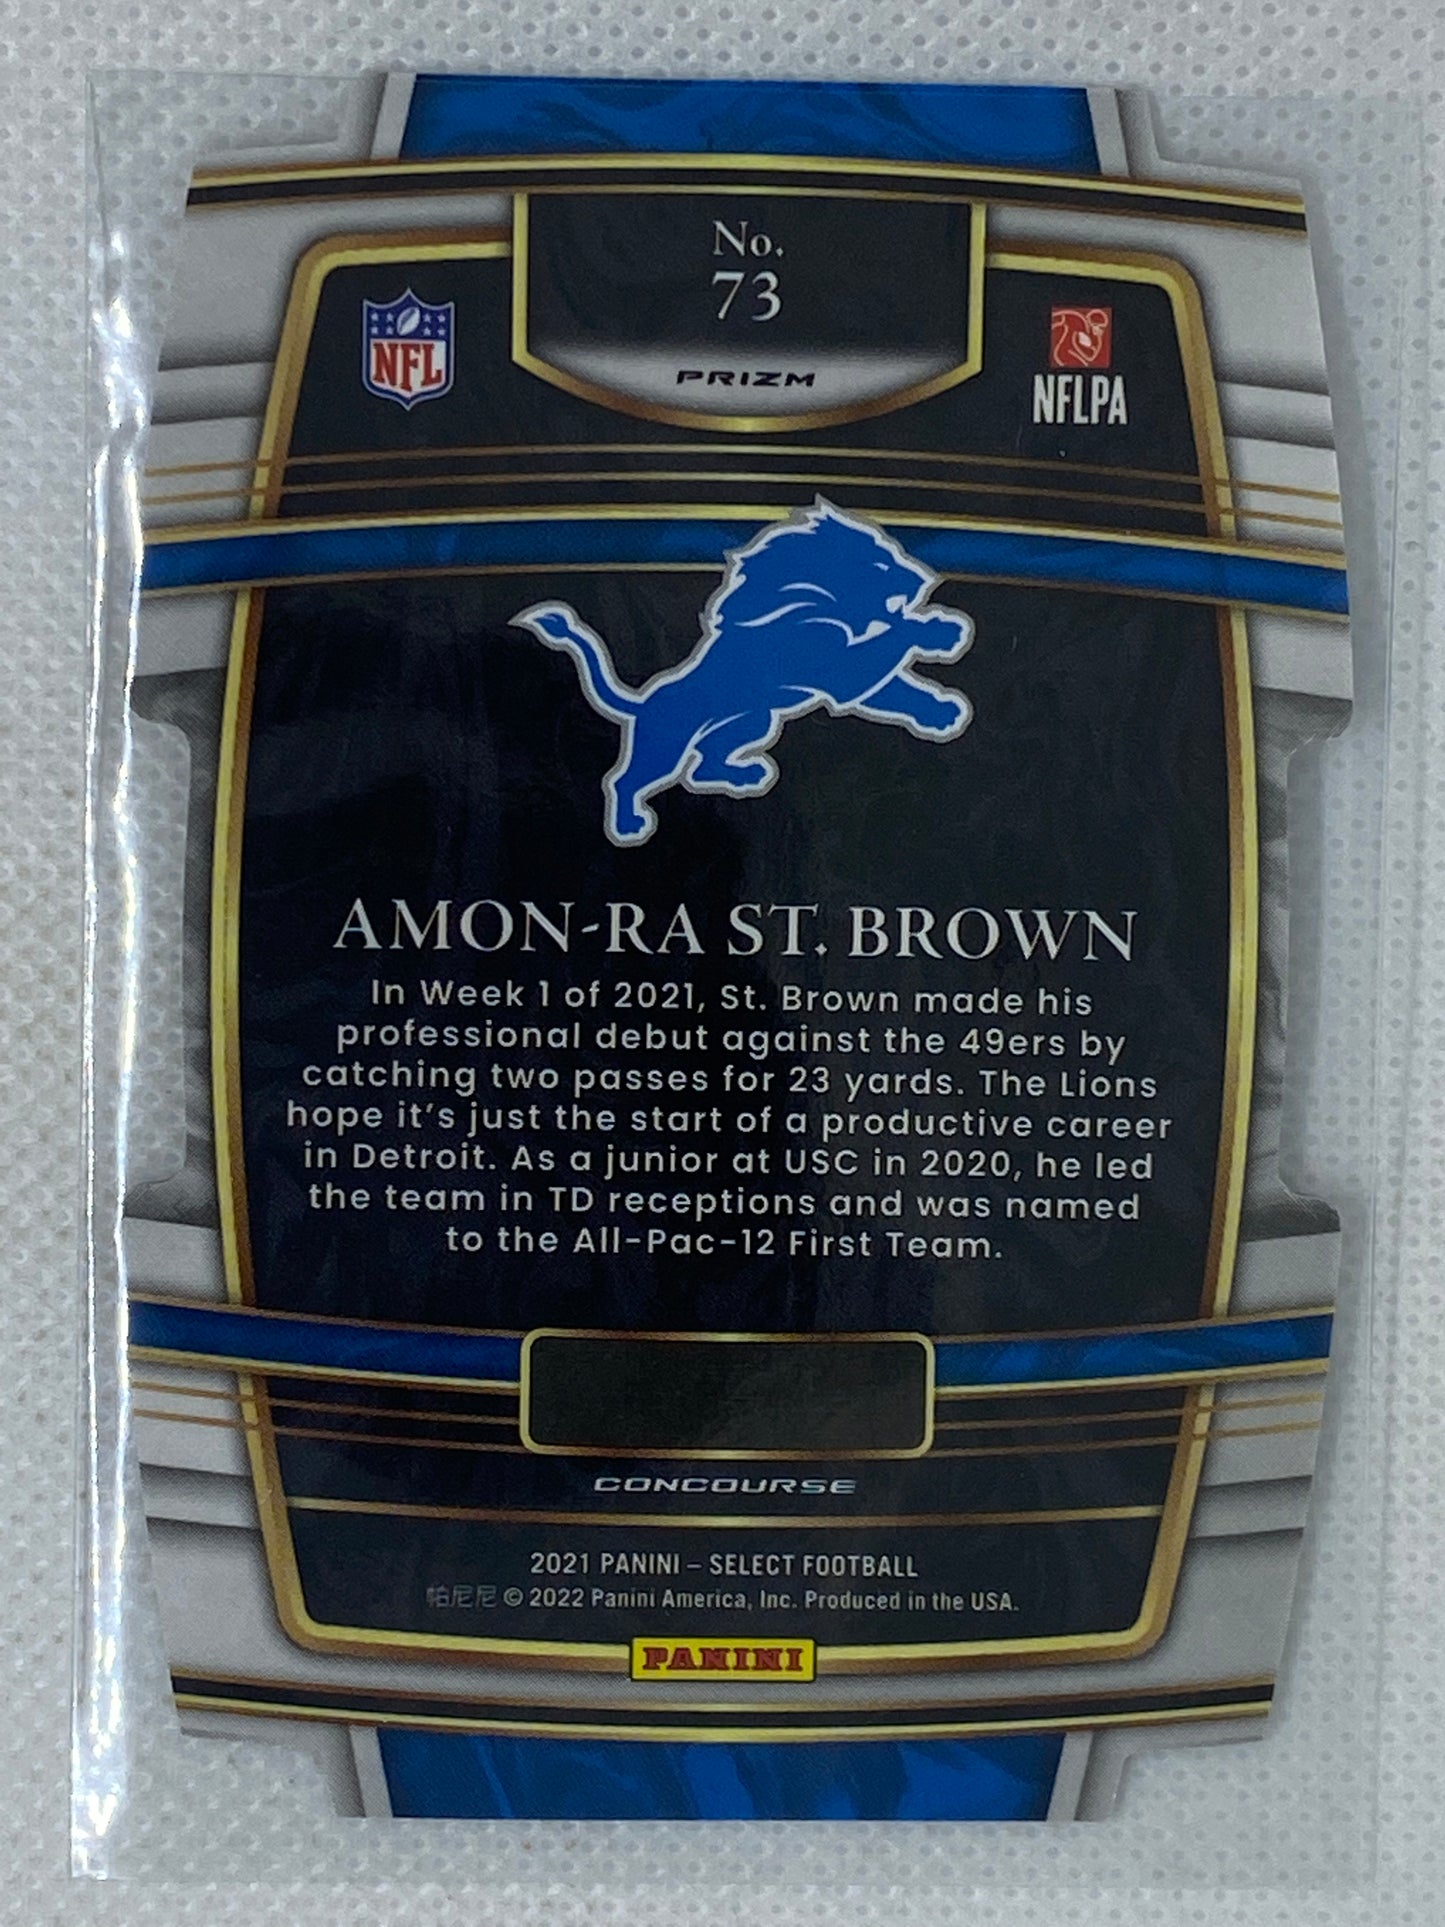 No.
73
PRIZM
NFL
NFLPA
AMON-RA ST. BROWN
In Week 1 of 2021, St. Brown made his
professional debut against the 49ers by
catching two passes for 23 yards. The Lions
hope it's just the start of a productive career
in Detroit. As a junior at USC in 2020, he led
the team in TD receptions and was named
to the All-Pac-12 First Team.
CONCOURSE
2021 PANINI – SELECT FOOTBALL
帕尼尼 © 2022 Panini America, Inc. Produced in the USA.
PANINI